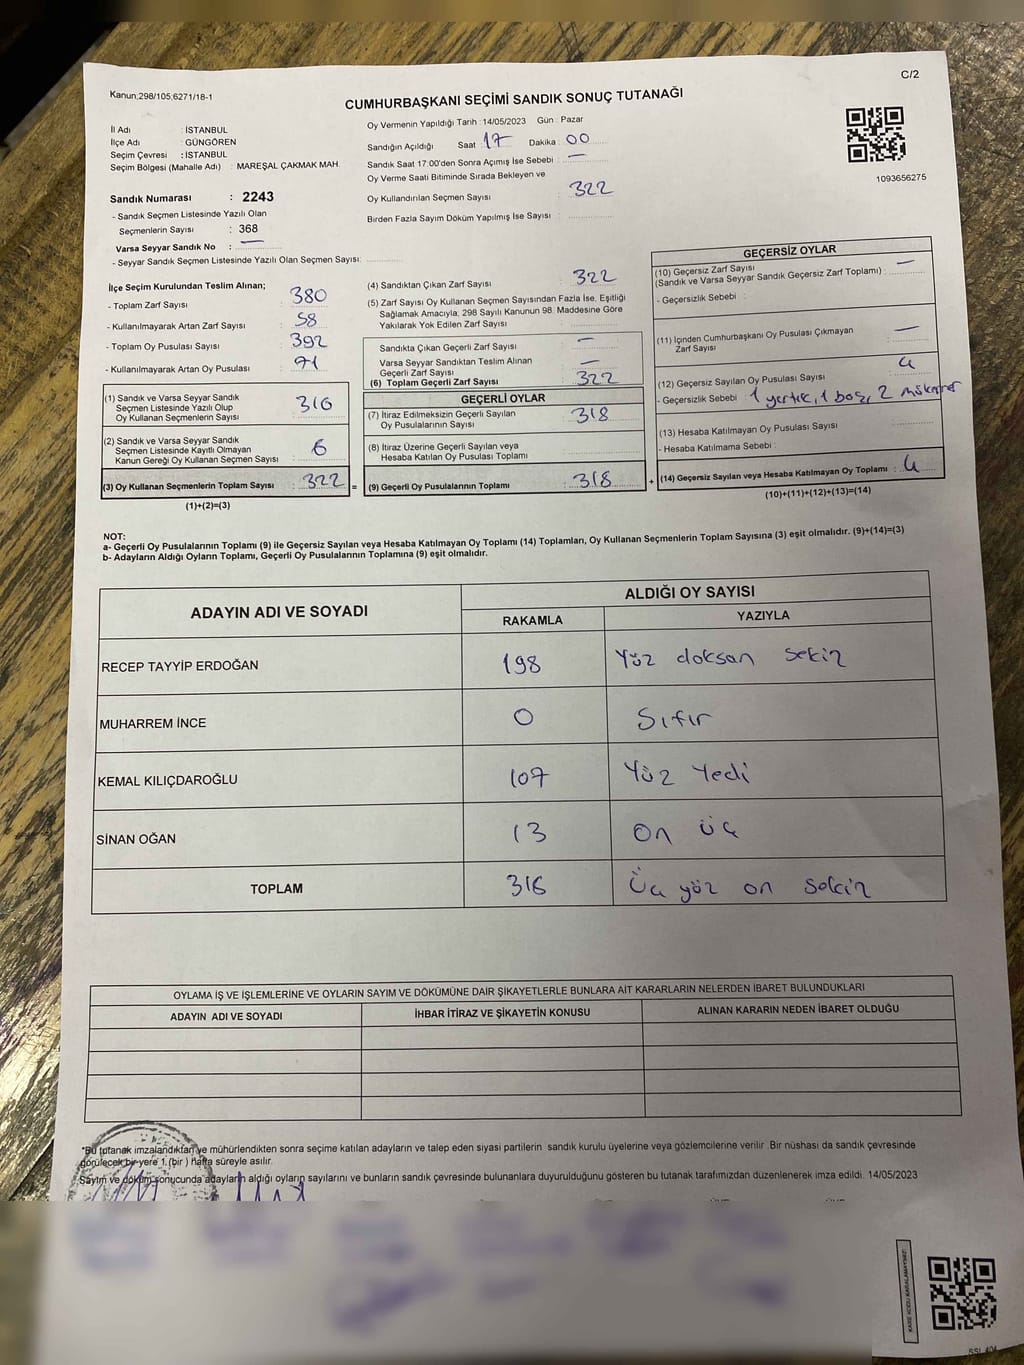 C/2
Kanun;298/105;6271/18-1
CUMHURBAŞKANI SEÇİMİ SANDIK SONUÇ TUTANAĞI
İl Adı : İSTANBUL
İlçe Adı : GÜNGÖREN
Seçim Çevresi : İSTANBUL
Seçim Bölgesi (Mahalle Adı) : MAREŞAL ÇAKMAK MAH.
Sandık Numarası : 2243
- Sandık Seçmen Listesinde Yazılı Olan
Seçmenlerin Sayısı : 368
Varsa Seyyar Sandık No : —
- Seyyar Sandık Seçmen Listesinde Yazılı Olan Seçmen Sayısı:
Oy Vermenin Yapıldığı Tarih : 14/05/2023 Gün : Pazar
Sandığın Açıldığı Saat : 17 Dakika : 00
Sandık Saat 17:00'den Sonra Açımış İse Sebebi : —
Oy Verme Saati Bitiminde Sırada Bekleyen ve
Oy Kullandırılan Seçmen Sayısı : 322
Birden Fazla Sayım Döküm Yapılmış İse Sayısı :
1093656275
İlçe Seçim Kurulundan Teslim Alınan;
- Toplam Zarf Sayısı : 380
- Kullanılmayarak Artan Zarf Sayısı : 58
- Toplam Oy Pusulası Sayısı : 392
- Kullanılmayarak Artan Oy Pusulası : 71
(1) Sandık ve Varsa Seyyar Sandık
Seçmen Listesinde Yazılı Olup
Oy Kullanan Seçmenlerin Sayısı : 316
(2) Sandık ve Varsa Seyyar Sandık
Seçmen Listesinde Kayıtlı Olmayan
Kanun Gereği Oy Kullanan Seçmen Sayısı : 6
(3) Oy Kullanan Seçmenlerin Toplam Sayısı : 322 =
(1)+(2)=(3)
(4) Sandıktan Çıkan Zarf Sayısı : 322
(5) Zarf Sayısı Oy Kullanan Seçmen Sayısından Fazla İse, Eşitliği
Sağlamak Amacıyla; 298 Sayılı Kanunun 98. Maddesine Göre
Yakılarak Yok Edilen Zarf Sayısı :
Sandıkta Çıkan Geçerli Zarf Sayısı : —
Varsa Seyyar Sandıktan Teslim Alınan
Geçerli Zarf Sayısı : —
(6) Toplam Geçerli Zarf Sayısı : 322
GEÇERLİ OYLAR
(7) İtiraz Edilmeksizin Geçerli Sayılan
Oy Pusulalarının Sayısı : 318
(8) İtiraz Üzerine Geçerli Sayılan veya
Hesaba Katılan Oy Pusulası Toplamı :
(9) Geçerli Oy Pusulalarının Toplamı : 318 +
GEÇERSİZ OYLAR
(10) Geçersiz Zarf Sayısı —
(Sandık ve Varsa Seyyar Sandık Geçersiz Zarf Toplamı) :
- Geçersizlik Sebebi :
(11) İçinden Cumhurbaşkanı Oy Pusulası Çıkmayan —
Zarf Sayısı :
(12) Geçersiz Sayılan Oy Pusulası Sayısı : 4
- Geçersizlik Sebebi : 1 yırtık, 1 boş, 2 mükerrer
(13) Hesaba Katılmayan Oy Pusulası Sayısı :
- Hesaba Katılmama Sebebi :
(14) Geçersiz Sayılan veya Hesaba Katılmayan Oy Toplamı : 4
(10)+(11)+(12)+(13)=(14)
NOT:
a- Geçerli Oy Pusulalarının Toplamı (9) ile Geçersiz Sayılan veya Hesaba Katılmayan Oy Toplamı (14) Toplamları, Oy Kullanan Seçmenlerin Toplam Sayısına (3) eşit olmalıdır. (9)+(14)=(3)
b- Adayların Aldığı Oyların Toplamı, Geçerli Oy Pusulalarının Toplamına (9) eşit olmalıdır.
ADAYIN ADI VE SOYADI
ALDIĞI OY SAYISI
RAKAMLA YAZIYLA
RECEP TAYYİP ERDOĞAN 198 Yüz doksan sekiz
MUHARREM İNCE 0 Sıfır
KEMAL KILIÇDAROĞLU 107 Yüz Yedi
SİNAN OĞAN 13 On üç
TOPLAM 318 Üç yüz on sekiz
OYLAMA İŞ VE İŞLEMLERİNE VE OYLARIN SAYIM VE DÖKÜMÜNE DAİR ŞİKAYETLERLE BUNLARA AİT KARARLARIN NELERDEN İBARET BULUNDUKLARI
ADAYIN ADI VE SOYADI İHBAR İTİRAZ VE ŞİKAYETİN KONUSU ALINAN KARARIN NEDEN İBARET OLDUĞU
*Bu tutanak imzalandıktan ve mühürlendikten sonra seçime katılan adayların ve talep eden siyasi partilerin sandık kurulu üyelerine veya gözlemcilerine verilir. Bir nüshası da sandık çevresinde
görülecek bir yere 1 (bir ) hafta süreyle asılır.
Sayım ve döküm sonucunda adayların aldığı oyların sayılarını ve bunların sandık çevresinde bulunanlara duyurulduğunu gösteren bu tutanak tarafımızdan düzenlenerek imza edildi. 14/05/2023
KARE KODU KARALAMAYINIZ!